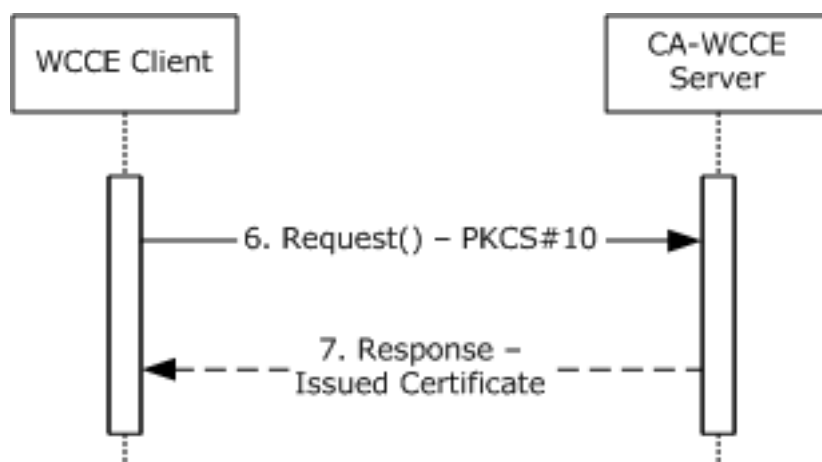 WCCE Client
CA-WCCE
Server
6. Request() – PKCS#10
7. Response –
Issued Certificate